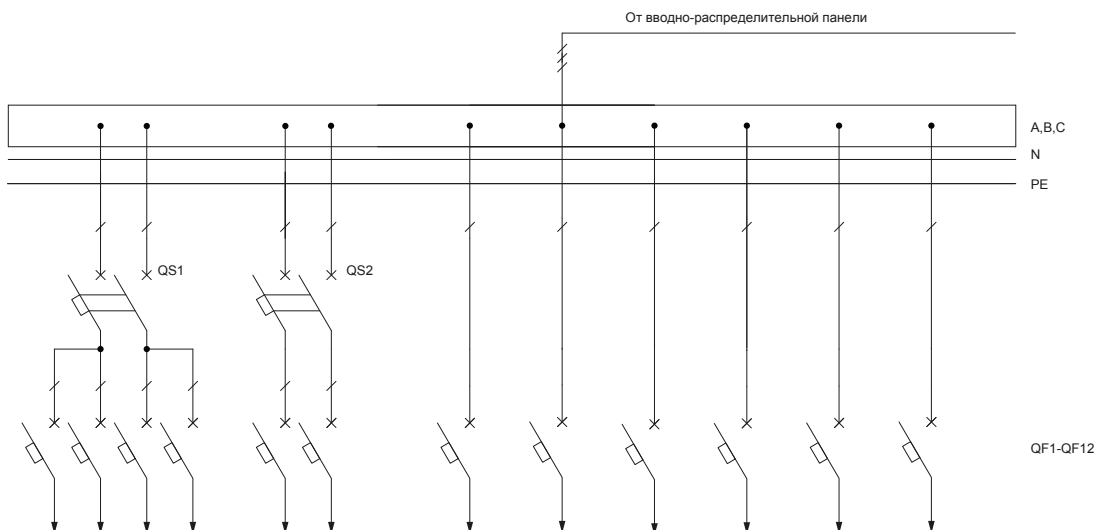 От вводно-распределительной панели
A,B,C
N
PE
QS1
QS2
QF1-QF12